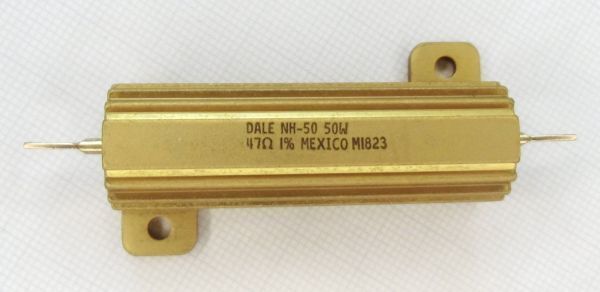 DALE NH-50 50W
47Ω 1% MEXICO M1823